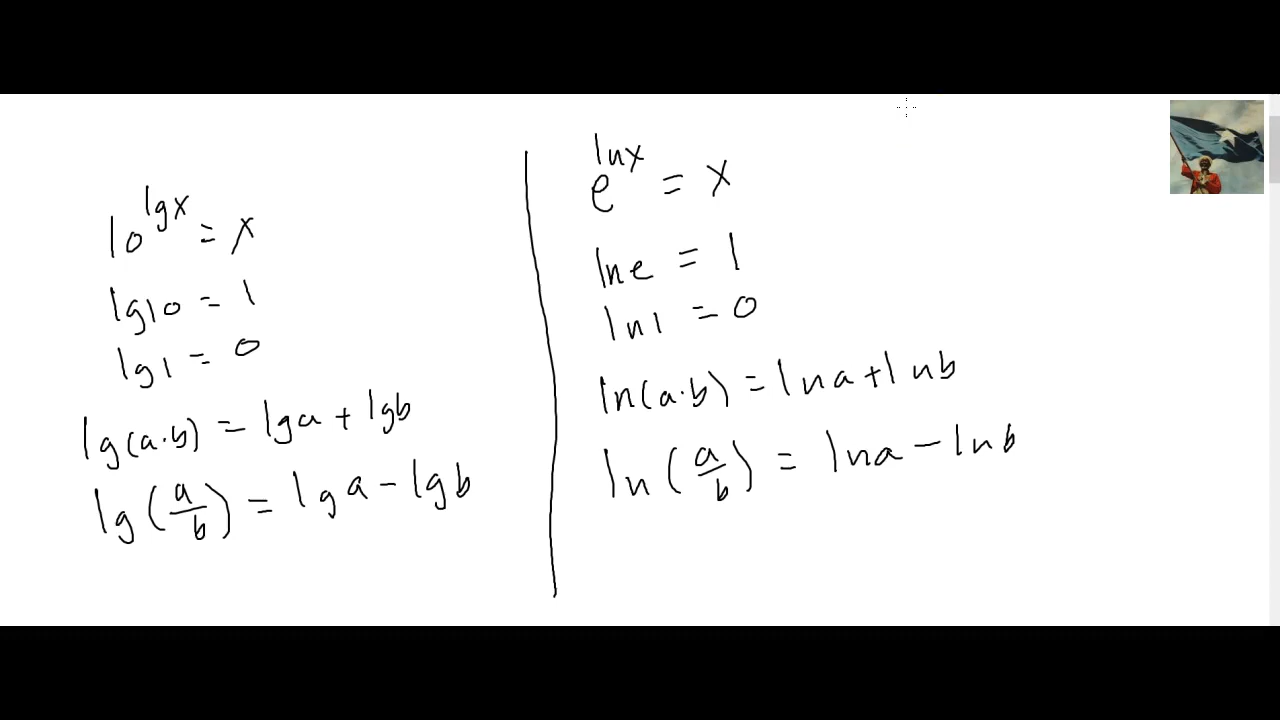 10^lgx = x
lg10 = 1
lg1 = 0
lg(a·b) = lga + lgb
lg(a/b) = lga - lgb
e^lnx = x
lne = 1
ln1 = 0
ln(a·b) = lna + lnb
ln(a/b) = lna - lnb